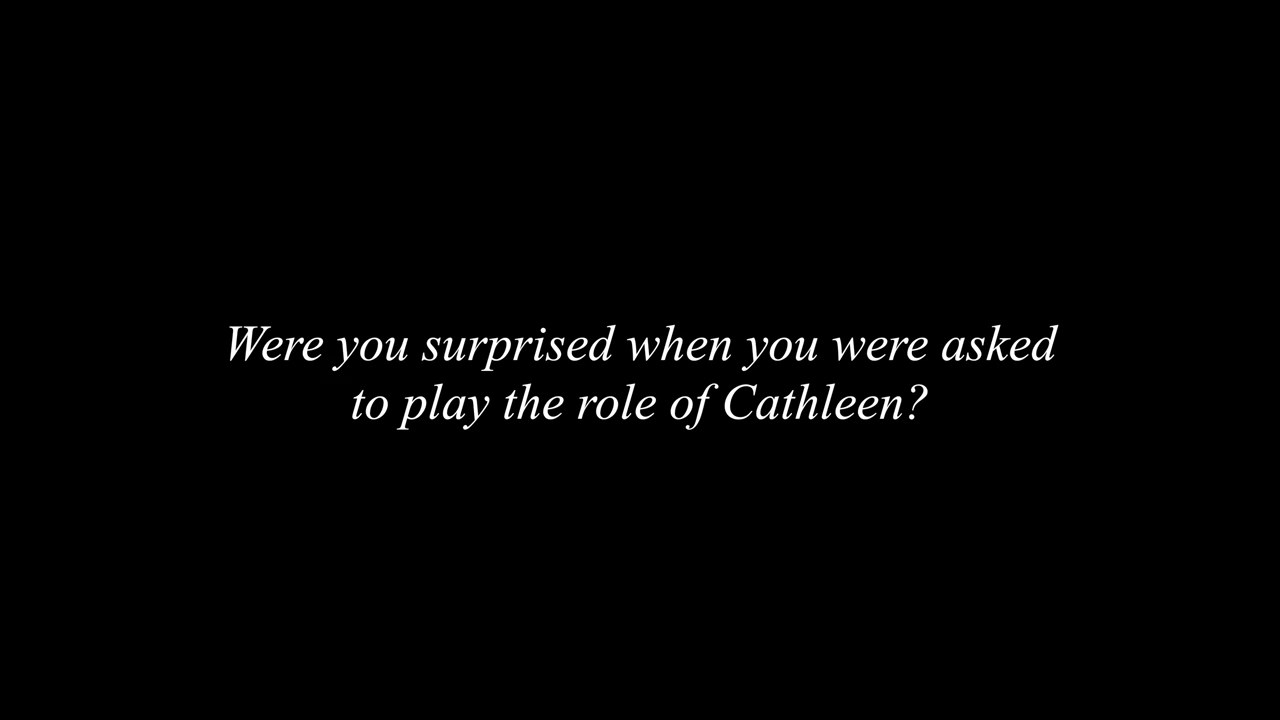 Were you surprised when you were asked
to play the role of Cathleen?